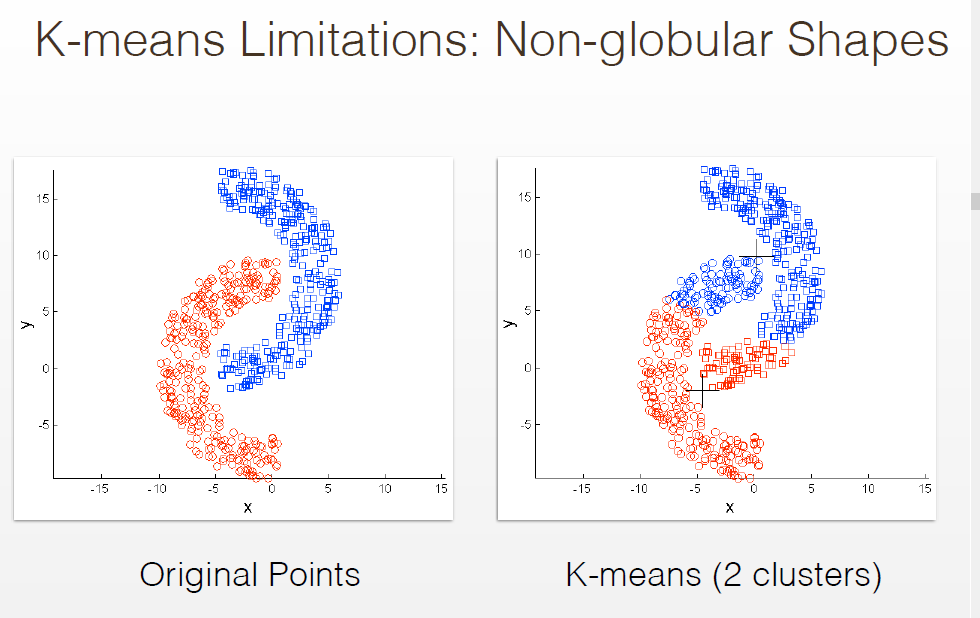 K-means Limitations: Non-globular Shapes
15
10
5
0
-5
y
-15 -10 -5 0 5 10 15
x
15
10
5
0
-5
y
-15 -10 -5 0 5 10 15
x
Original Points
K-means (2 clusters)